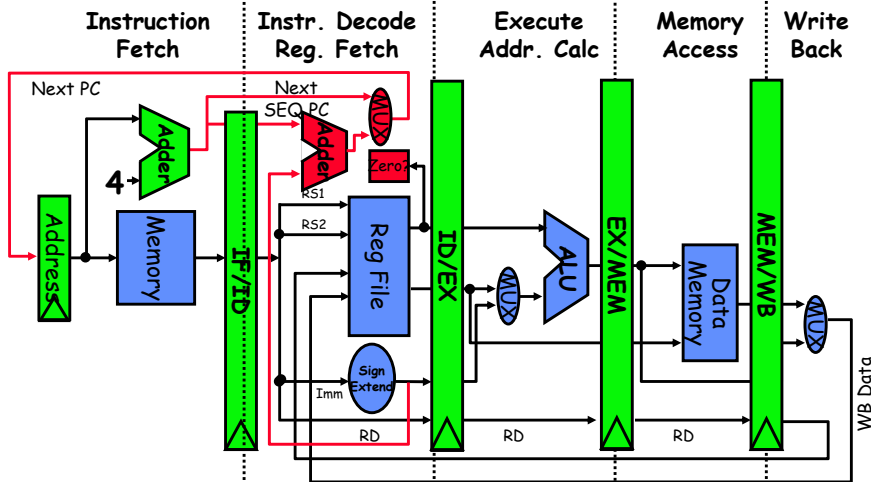 Instruction
Fetch
Instr. Decode
Reg. Fetch
Execute
Addr. Calc
Memory
Access
Write
Back
Next PC
Next
SEQ PC
MUX
Adder
Adder
Zero?
4
RS1
RS2
Address
Memory
IF/ID
Reg File
ID/EX
MUX
ALU
EX/MEM
Data
Memory
MEM/WB
MUX
Sign
Extend
Imm
RD
RD
RD
WB Data